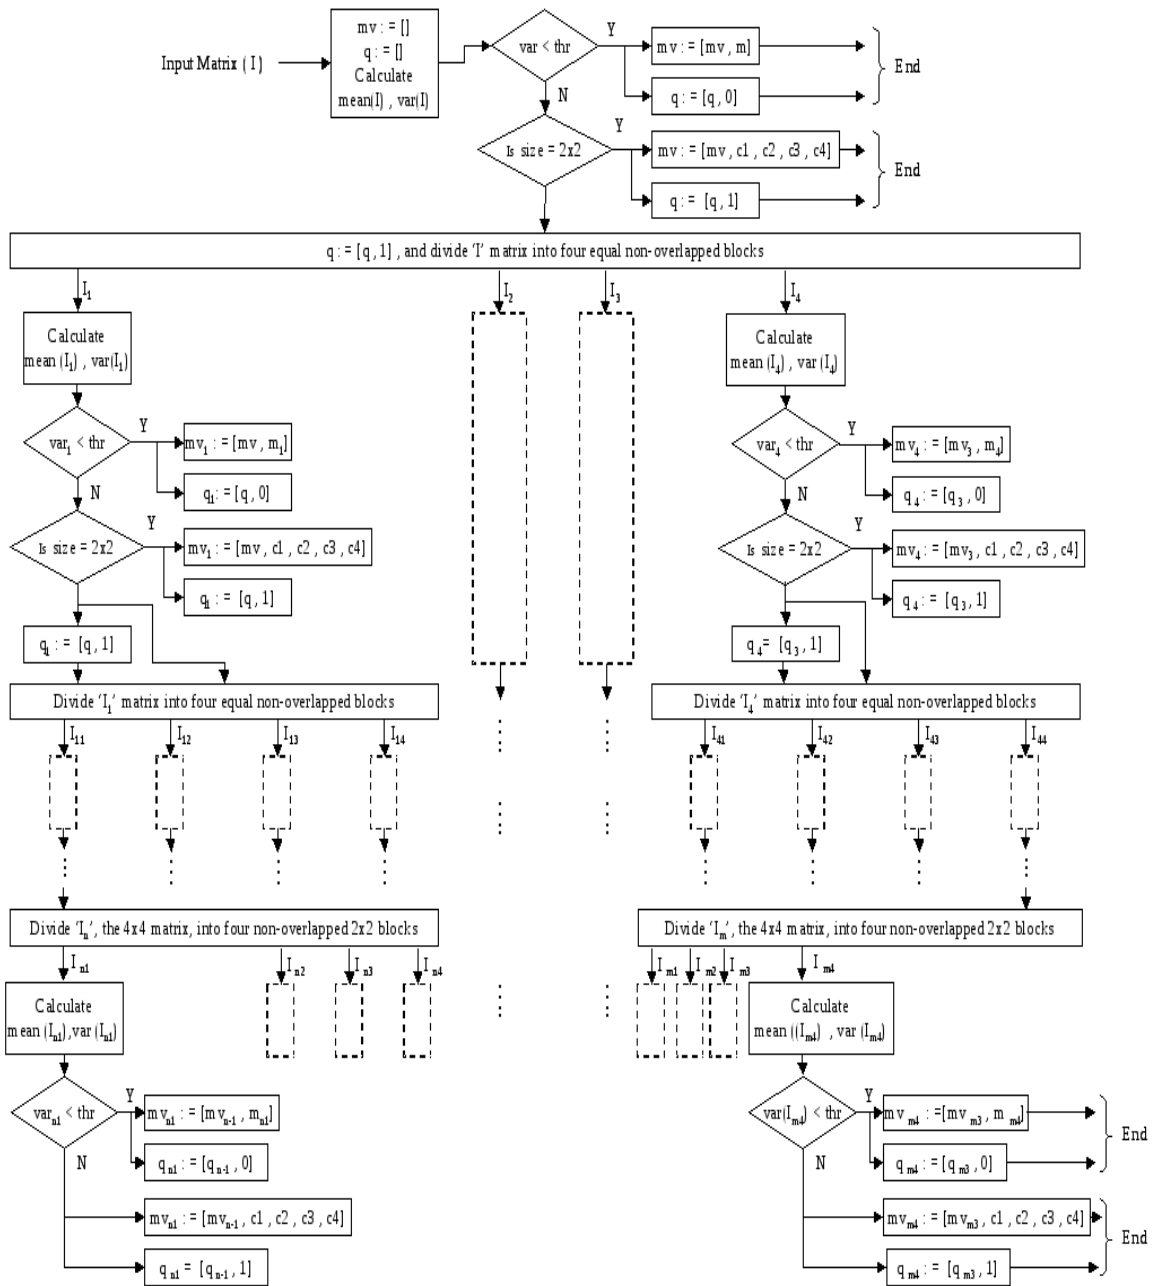 Input Matrix ( I )
mv : = []
q : = []
Calculate
mean(I) , var(I)
var < thr
Y
mv : = [mv, m]
q : = [q, 0]
End
N
Is size = 2x2
Y
mv : = [mv , c1 , c2 , c3 , c4]
q : = [q , 1]
End
q : = [q , 1] , and divide ‘I’ matrix into four equal non-overlapped blocks
I1
I2
I3
I4
Calculate
mean (I1) , var(I1)
var1 < thr
Y
mv1 : = [mv , m1]
q1 : = [q , 0]
N
Is size = 2x2
Y
mv1 : = [mv, c1 , c2 , c3 , c4]
q1 : = [q, 1]
q1 : = [q , 1]
Divide ‘I1’ matrix into four equal non-overlapped blocks
I11
I12
I13
I14
Calculate
mean (I4) , var (I4)
var4 < thr
Y
mv4 : = [mv3 , m4]
q4 : = [q3 , 0]
N
Is size = 2x2
Y
mv4 : = [mv3, c1 , c2 , c3 , c4]
q4 : = [q3 , 1]
q4= [q3 , 1]
Divide ‘I4’ matrix into four equal non-overlapped blocks
I41
I42
I43
I44
Divide ‘In’, the 4x4 matrix, into four non-overlapped 2x2 blocks
In1
In2
In3
In4
Calculate
mean (In1),var (In1)
varn1 < thr
Y
mvn1 : = [mvn-1 , mn1]
qn1 : = [qn-1 , 0]
N
mvn1 : = [mvn-1 , c1 , c2 , c3 , c4]
qn1 = [qn-1 , 1]
Divide ‘Im’, the 4x4 matrix, into four non-overlapped 2x2 blocks
Im1
Im2
Im3
Im4
Calculate
mean ((Im4) , var (Im4)
var(Im4) < thr
Y
mvm4 : =[mvm3 , m m4]
qm4 : = [qm3 , 0]
End
N
mvm4 : = [mvm3 , c1 , c2 , c3 , c4]
qm4 : = [qm3 , 1]
End